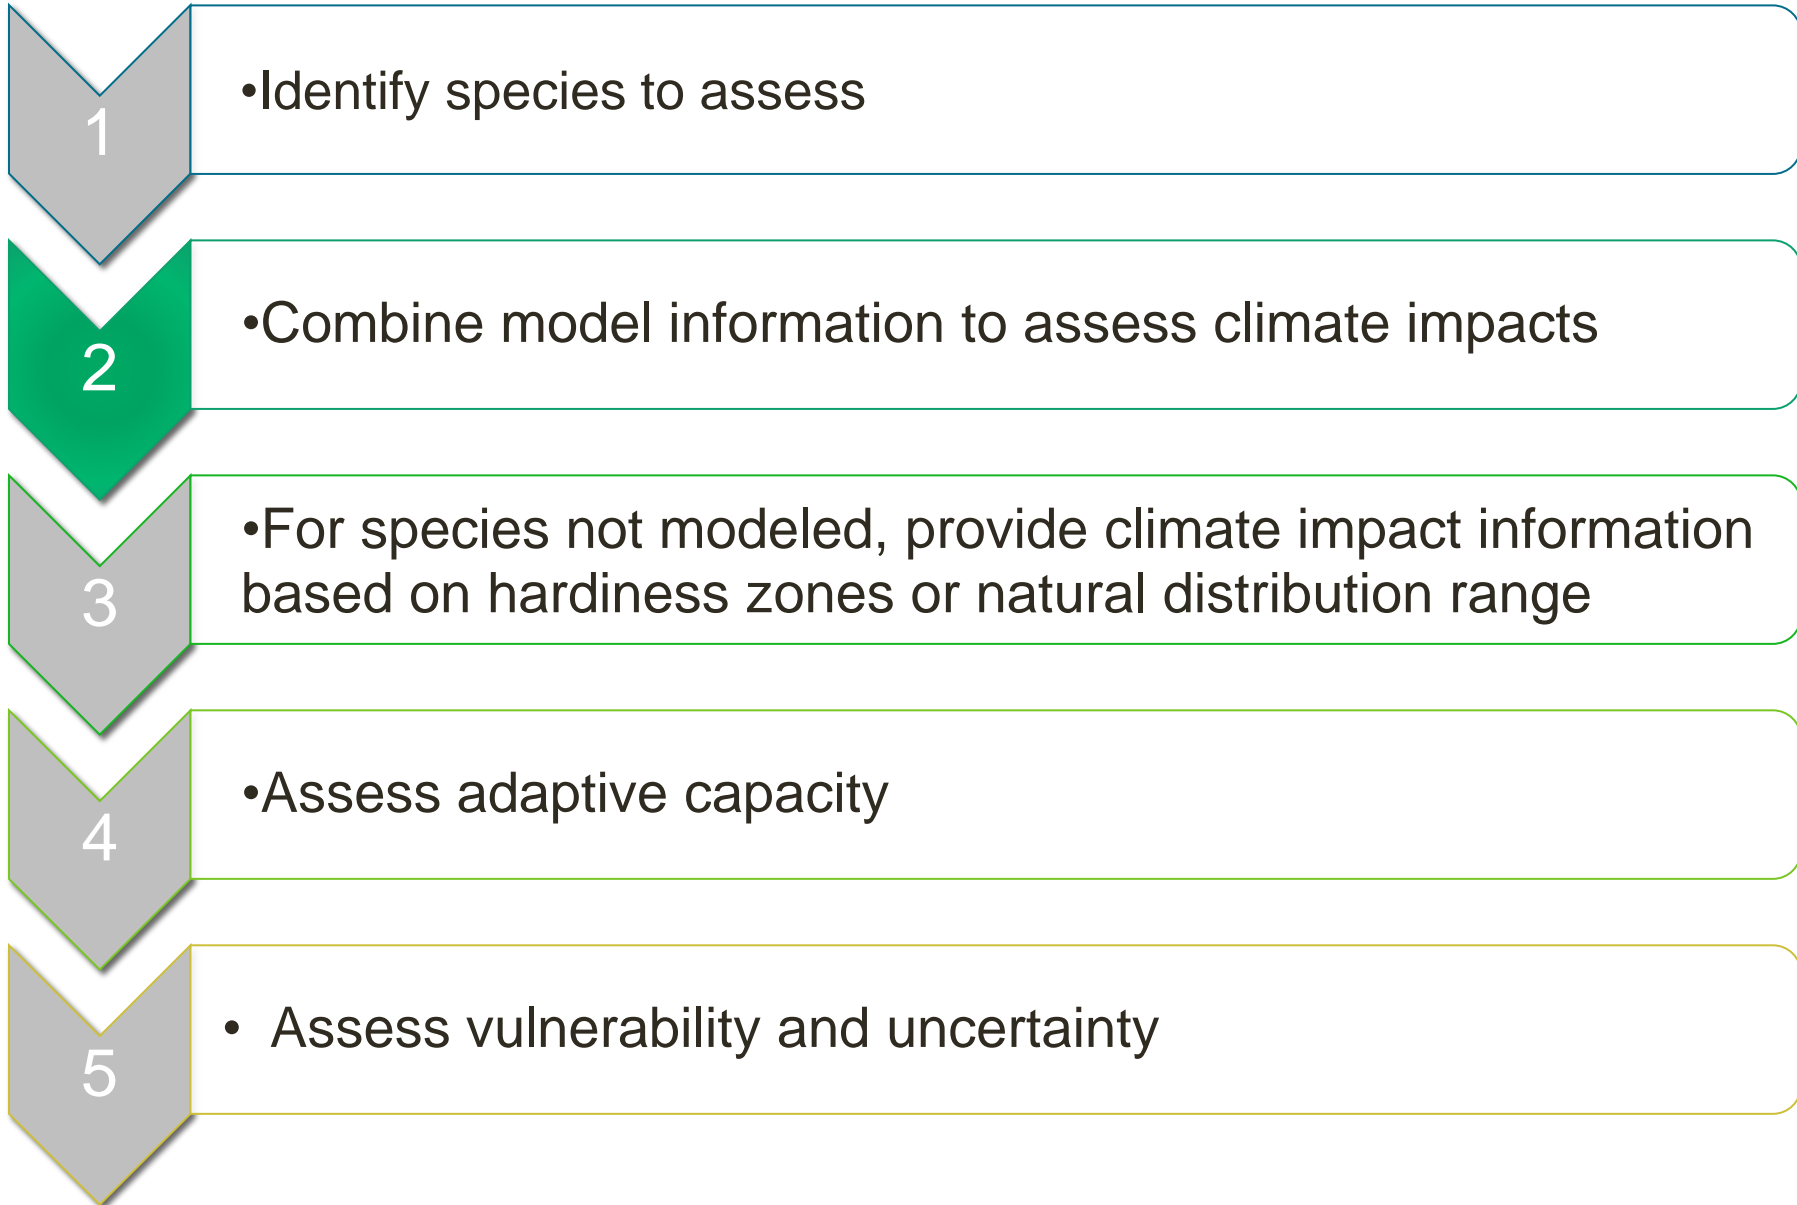 1
•Identify species to assess
2
•Combine model information to assess climate impacts
3
•For species not modeled, provide climate impact information
based on hardiness zones or natural distribution range
4
•Assess adaptive capacity
5
• Assess vulnerability and uncertainty